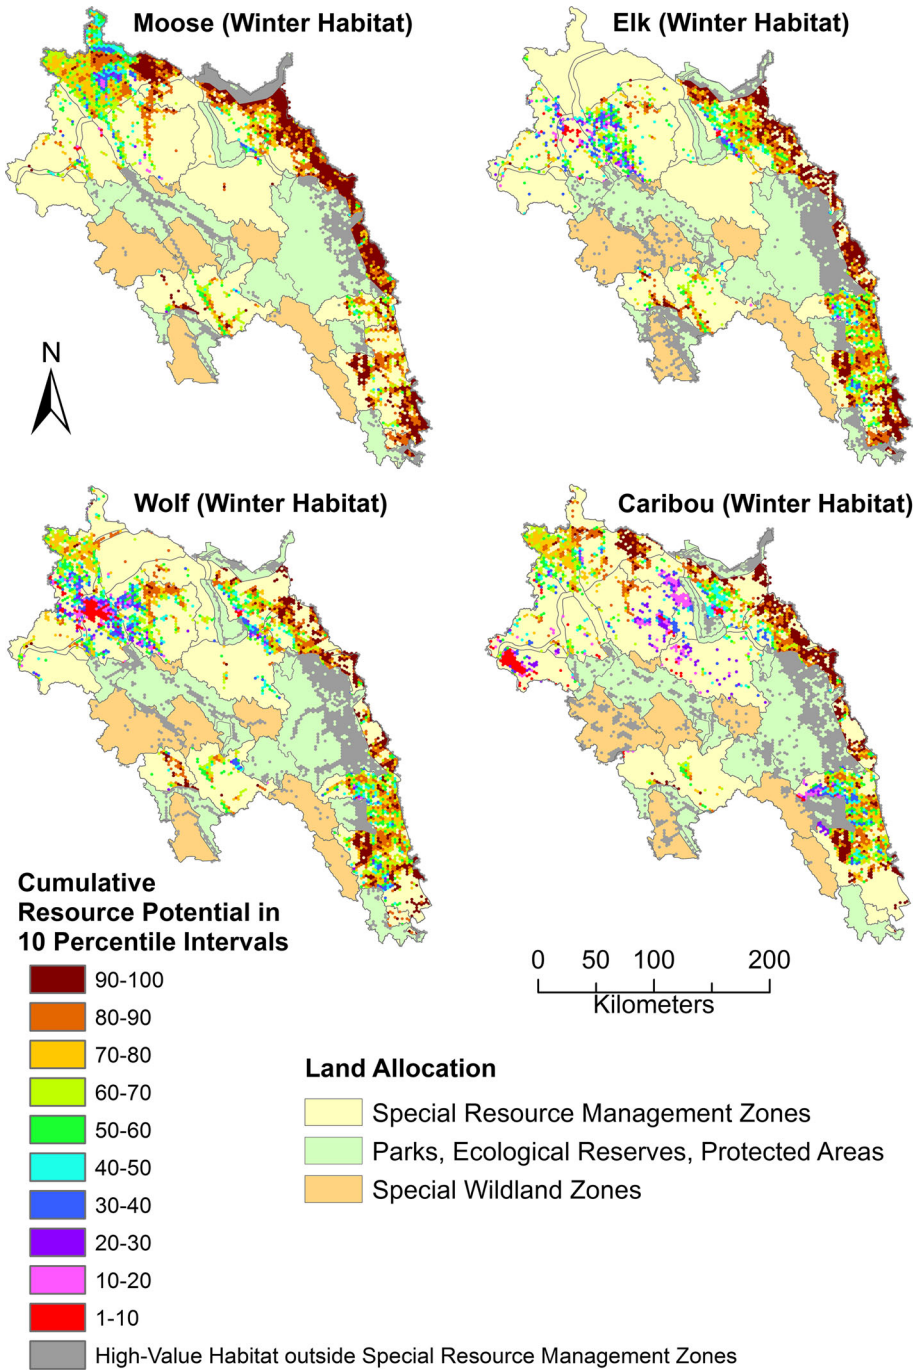 Moose (Winter Habitat)
Elk (Winter Habitat)
N
Wolf (Winter Habitat)
Caribou (Winter Habitat)
Cumulative
Resource Potential in
10 Percentile Intervals
90-100
80-90
70-80
60-70
50-60
40-50
30-40
20-30
10-20
1-10
High-Value Habitat outside Special Resource Management Zones
0 50 100 200
Kilometers
Land Allocation
Special Resource Management Zones
Parks, Ecological Reserves, Protected Areas
Special Wildland Zones